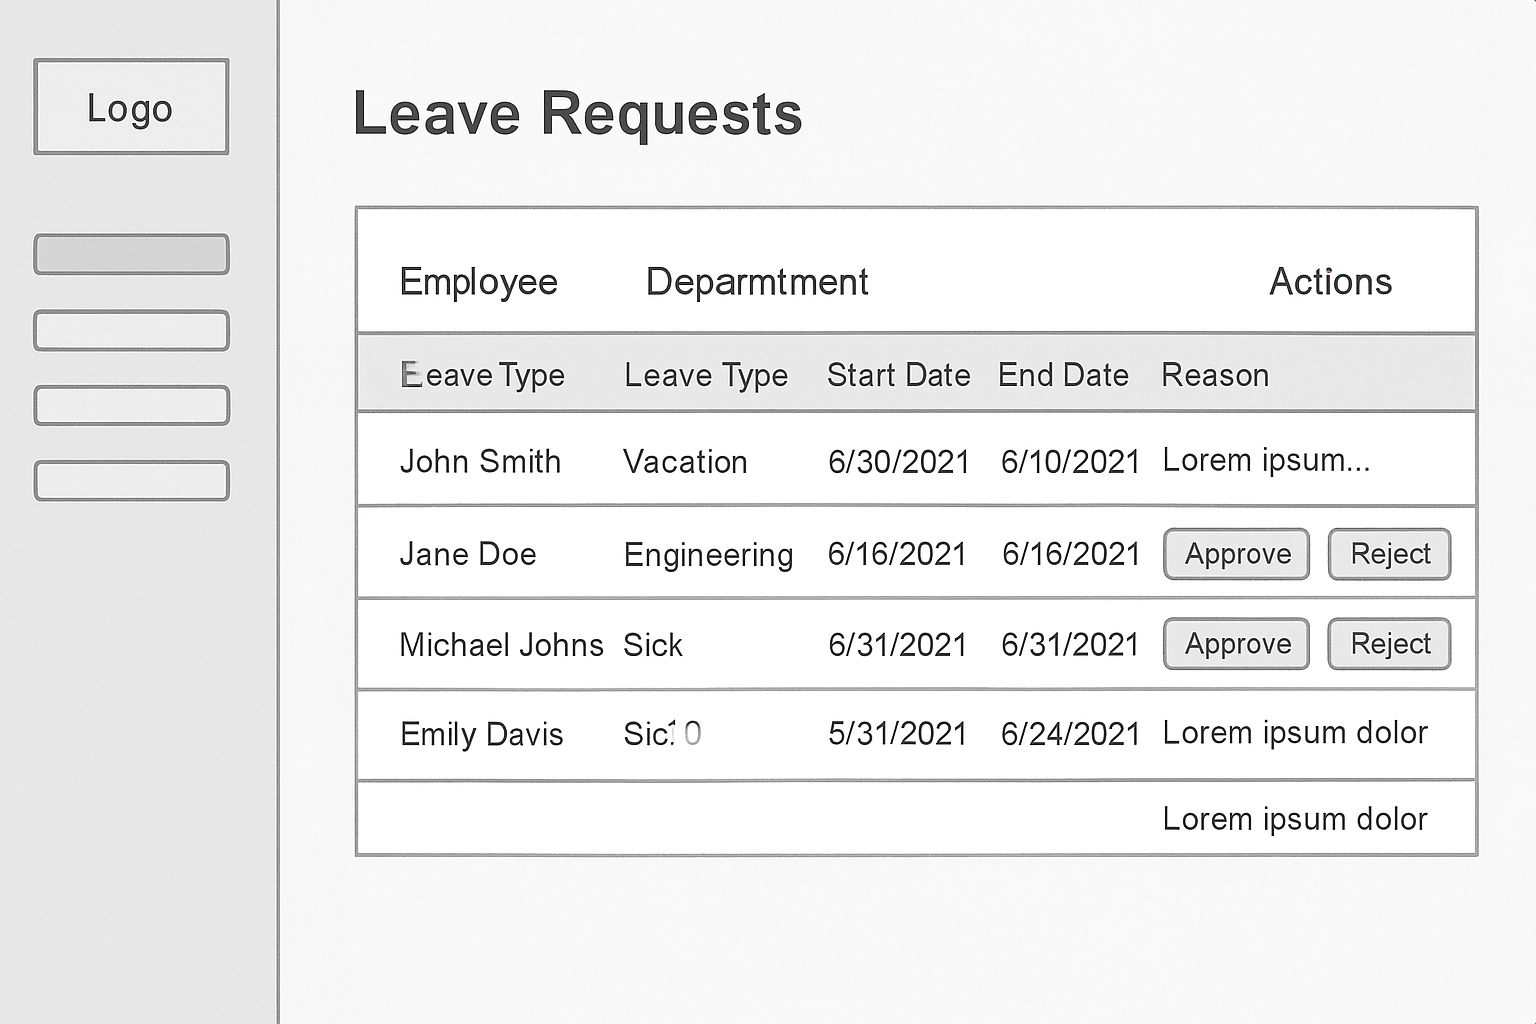 Logo
Leave Requests
Employee Deparmtment Actions
Leave Type Leave Type Start Date End Date Reason
John Smith Vacation 6/30/2021 6/10/2021 Lorem ipsum...
Jane Doe Engineering 6/16/2021 6/16/2021 Approve Reject
Michael Johns Sick 6/31/2021 6/31/2021 Approve Reject
Emily Davis 5/31/2021 6/24/2021 Lorem ipsum dolor
Lorem ipsum dolor